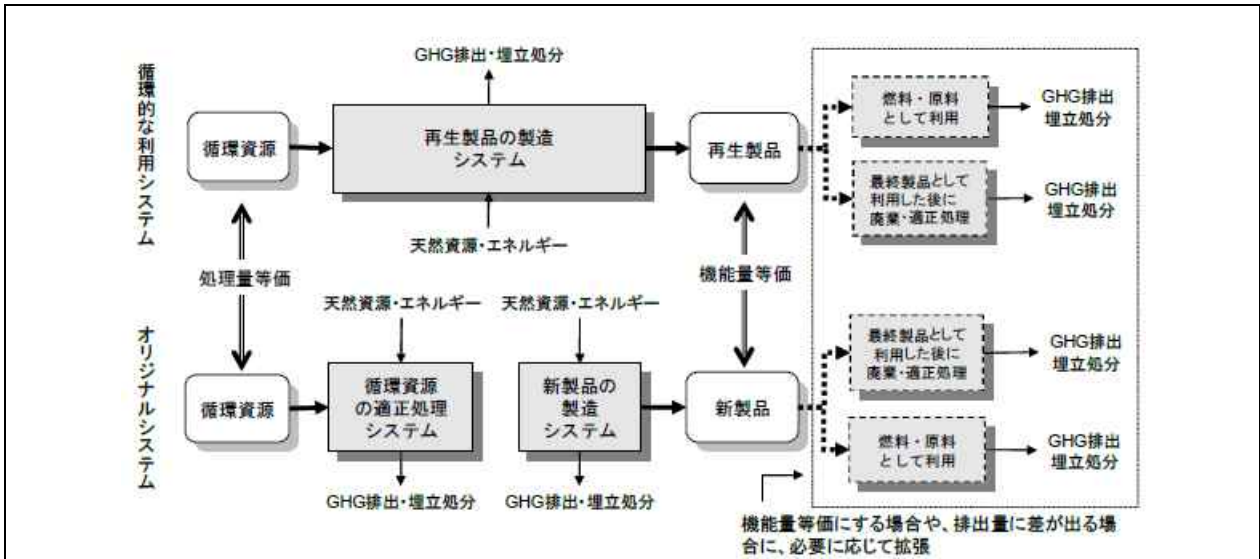 循環的な利用システム
GHG排出・埋立処分
循環資源
再生製品の製造
システム
再生製品
天然資源・エネルギー
燃料・原料
として利用
GHG排出
埋立処分
最終製品として
利用した後に
廃棄・適正処理
GHG排出
埋立処分
処理量等価
機能量等価
オリジナルシステム
天然資源・エネルギー
天然資源・エネルギー
循環資源
循環資源
の適正処理
システム
新製品の
製造
システム
新製品
GHG排出・埋立処分
GHG排出・埋立処分
最終製品として
利用した後に
廃棄・適正処理
GHG排出
埋立処分
燃料・原料
として利用
GHG排出
埋立処分
機能量等価にする場合や、排出量に差が出る場
合に、必要に応じて拡張